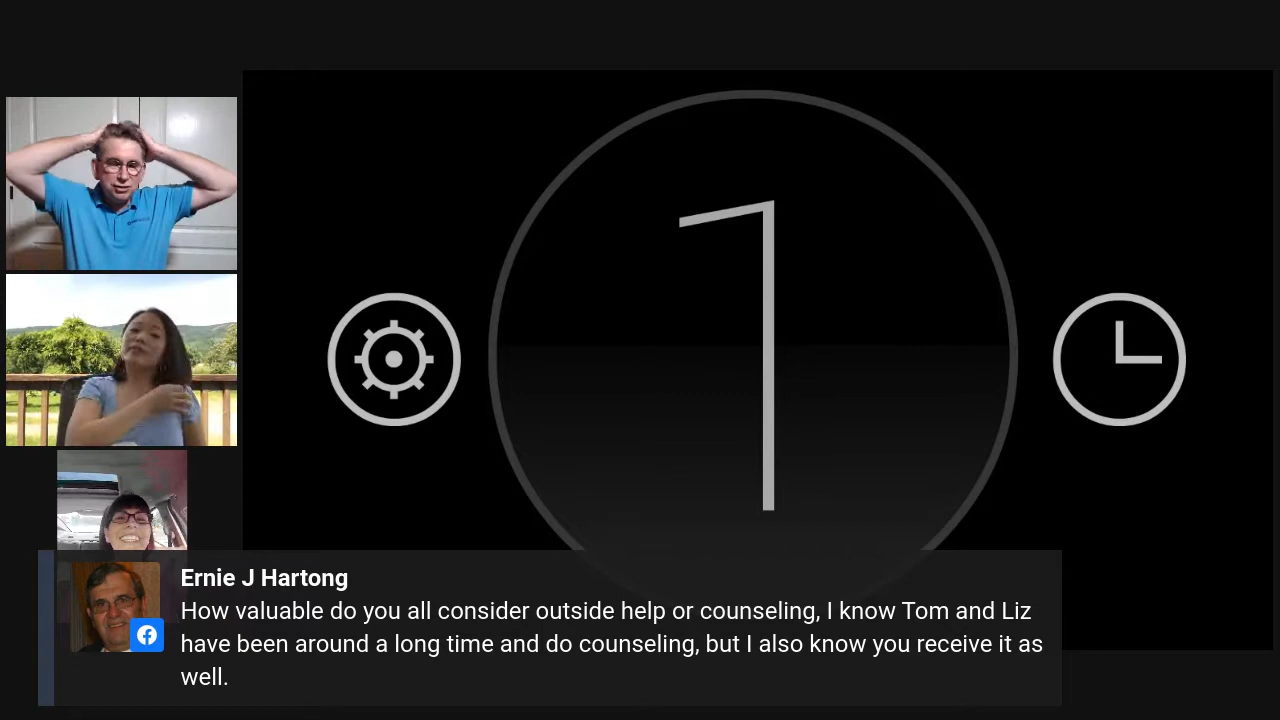 1
Ernie J Hartong
How valuable do you all consider outside help or counseling, I know Tom and Liz
have been around a long time and do counseling, but I also know you receive it as
well.